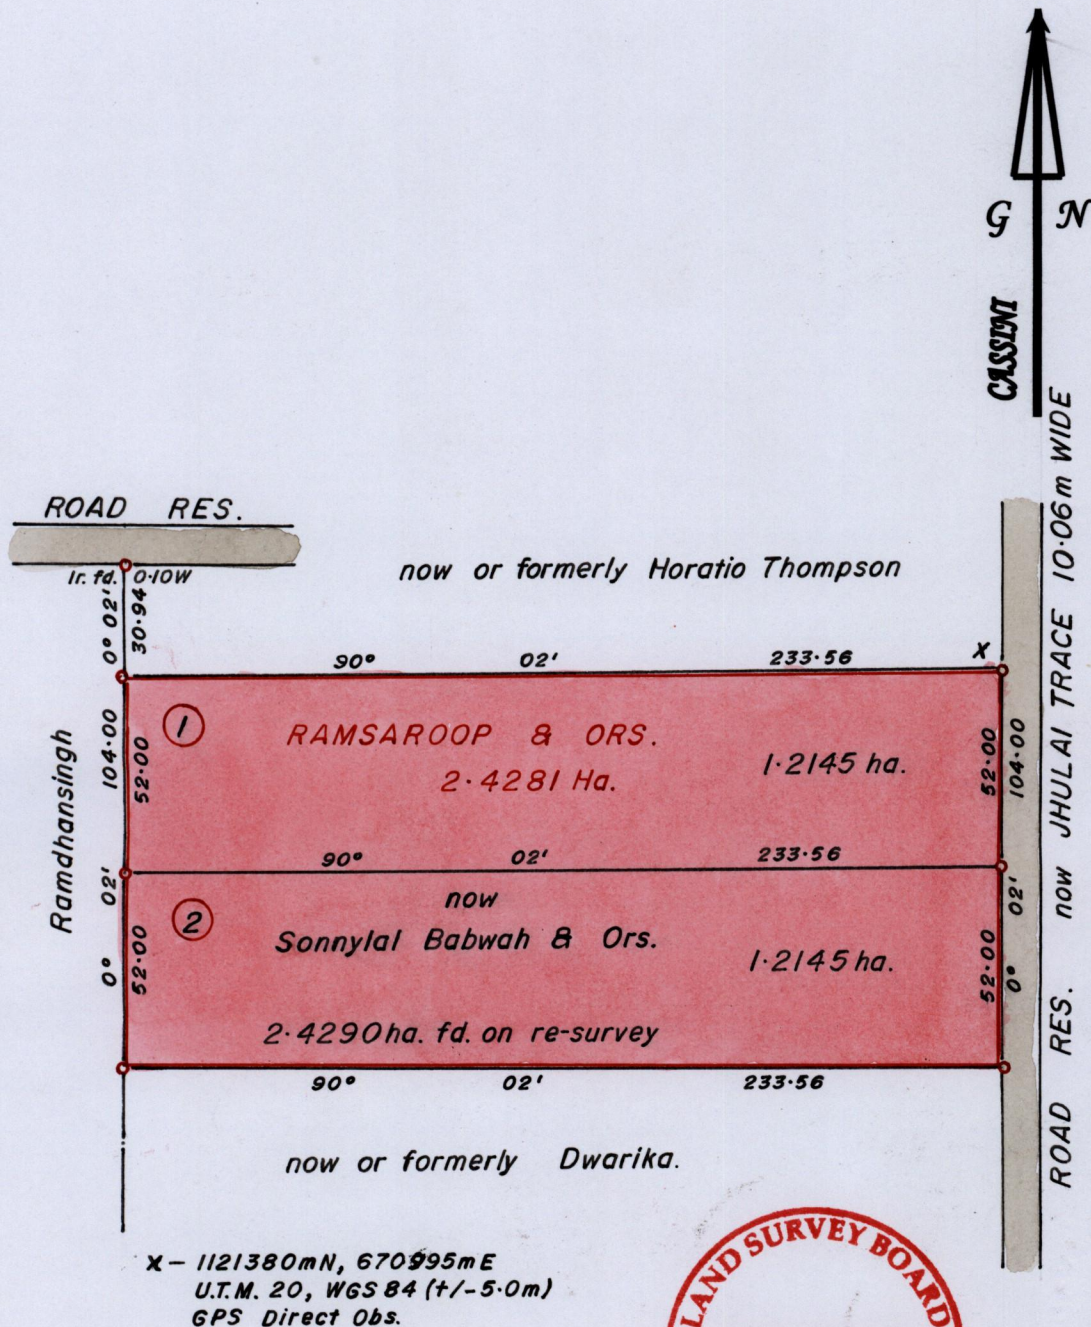 G N
CASSINI
ROAD RES.
Ir. fd. 0·10W
now or formerly Horatio Thompson
0° 02'
30·94
90° 02' 233·56
X
1
RAMSAROOP & ORS.
2·4281 Ha.
1·2145 ha.
Ramdhansingh
0° 02' 104·00
52·00
52·00
0° 02' 104·00
90° 02' 233·56
2
now
Sonnylal Babwah & Ors.
1·2145 ha.
2·4290 ha. fd. on re-survey
52·00
52·00
90° 02' 233·56
ROAD RES. now JHULAI TRACE 10·06m WIDE
now or formerly Dwarika.
X – 1121380mN, 670995mE
U.T.M. 20, WGS 84 (+/-5·0m)
GPS Direct Obs.
LAND SURVEY BOARD